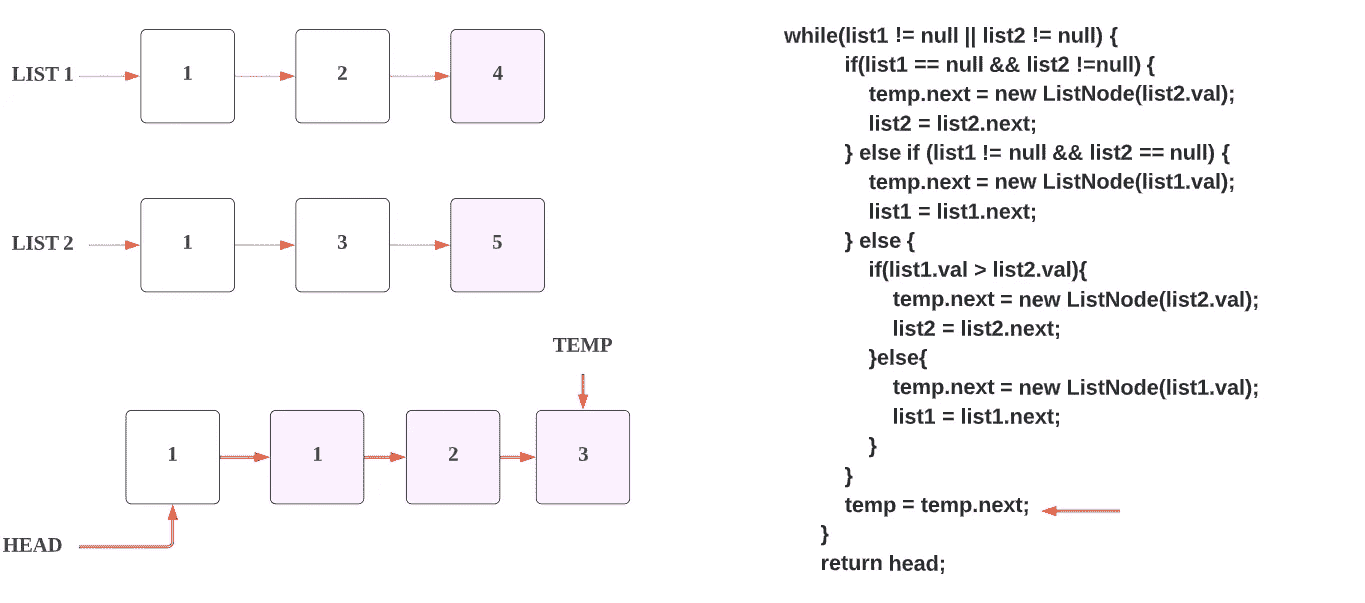 LIST 1 1 2 4
LIST 2 1 3 5
TEMP
1 1 2 3
HEAD
while(list1 != null || list2 != null) {
if(list1 == null && list2 !=null) {
temp.next = new ListNode(list2.val);
list2 = list2.next;
} else if (list1 != null && list2 == null) {
temp.next = new ListNode(list1.val);
list1 = list1.next;
} else {
if(list1.val > list2.val){
temp.next = new ListNode(list2.val);
list2 = list2.next;
}else{
temp.next = new ListNode(list1.val);
list1 = list1.next;
}
}
temp = temp.next;
}
return head;